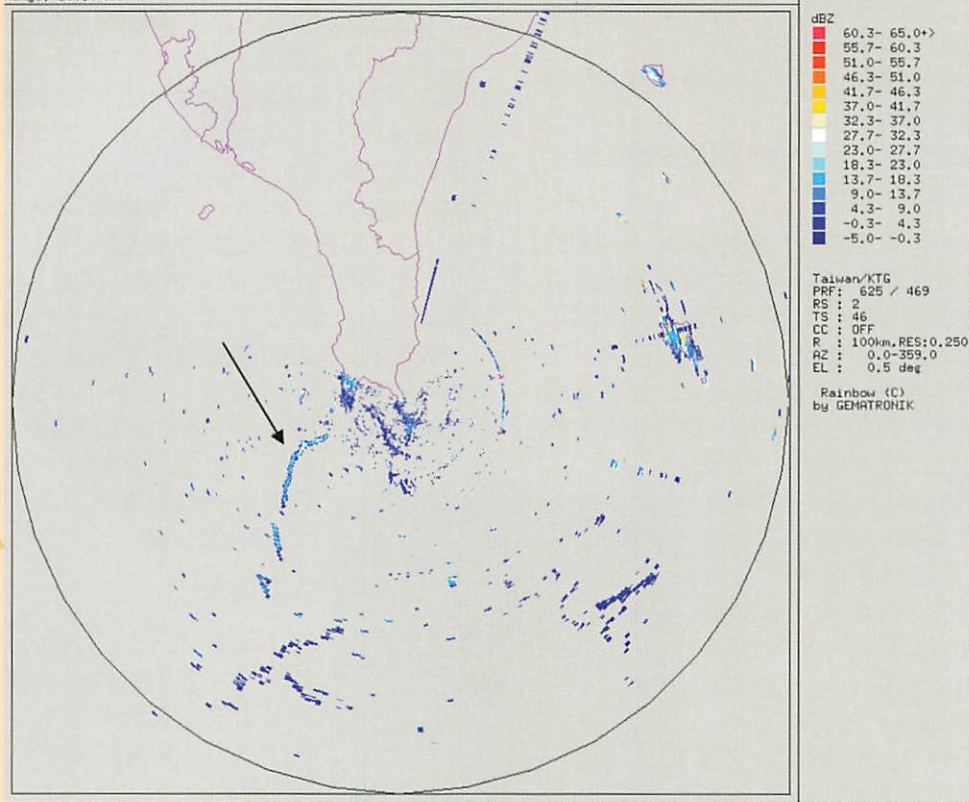 dBZ
60.3- 65.0+>
55.7- 60.3
51.0- 55.7
46.3- 51.0
41.7- 46.3
37.0- 41.7
32.3- 37.0
27.7- 32.3
23.0- 27.7
18.3- 23.0
13.7- 18.3
9.0- 13.7
4.3- 9.0
-0.3- 4.3
-5.0- -0.3
Taiwan/KTG
PRF: 625 / 469
RS : 2
TS : 46
CC : OFF
R : 100km,RES:0.250
AZ : 0.0-359.0
EL : 0.5 deg
Rainbow (C)
by GEMATRONIK